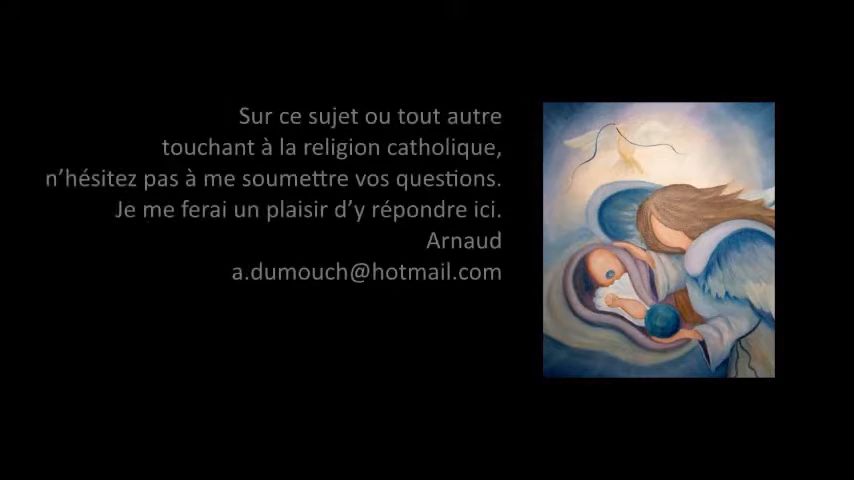 Sur ce sujet ou tout autre
touchant à la religion catholique,
n’hésitez pas à me soumettre vos questions.
Je me ferai un plaisir d’y répondre ici.
Arnaud
a.dumouch@hotmail.com